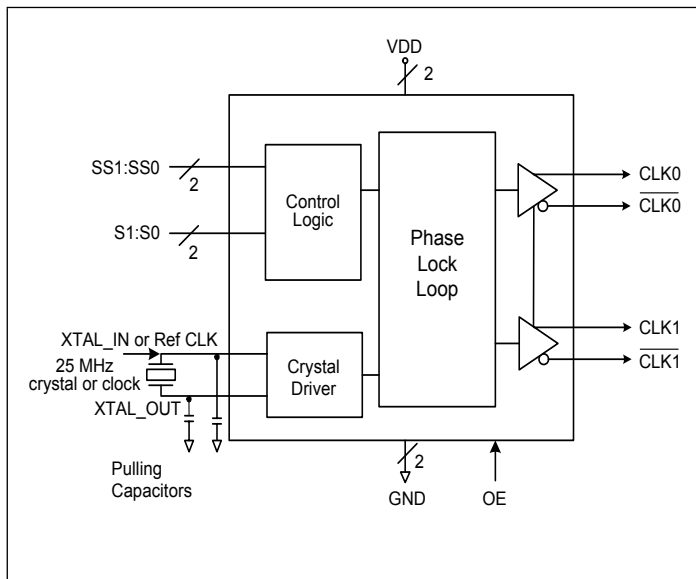 VDD
2
SS1:SS0
2
S1:S0
2
Control
Logic
Phase
Lock
Loop
CLK0
CLK0
CLK1
CLK1
XTAL_IN or Ref CLK
25 MHz
crystal or clock
XTAL_OUT
Crystal
Driver
Pulling
Capacitors
2
GND
OE